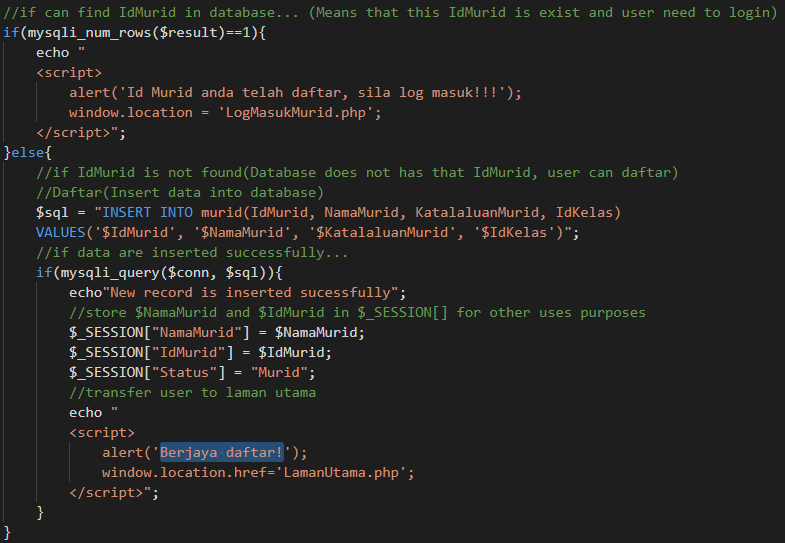 //if can find IdMurid in database... (Means that this IdMurid is exist and user need to login)
if(mysqli_num_rows($result)==1){
    echo "
    <script>
        alert('Id Murid anda telah daftar, sila log masuk!!!');
        window.location = 'LogMasukMurid.php';
    </script>";
}else{
    //if IdMurid is not found(Database does not has that IdMurid, user can daftar)
    //Daftar(Insert data into database)
    $sql = "INSERT INTO murid(IdMurid, NamaMurid, KatalaluanMurid, IdKelas)
    VALUES('$IdMurid', '$NamaMurid', '$KatalaluanMurid', '$IdKelas')";
    //if data are inserted successfully...
    if(mysqli_query($conn, $sql)){
        echo"New record is inserted sucessfully";
        //store $NamaMurid and $IdMurid in $_SESSION[] for other uses purposes
        $_SESSION["NamaMurid"] = $NamaMurid;
        $_SESSION["IdMurid"] = $IdMurid;
        $_SESSION["Status"] = "Murid";
        //transfer user to laman utama
        echo "
        <script>
            alert('Berjaya daftar!');
            window.location.href='LamanUtama.php';
        </script>";
    }
}